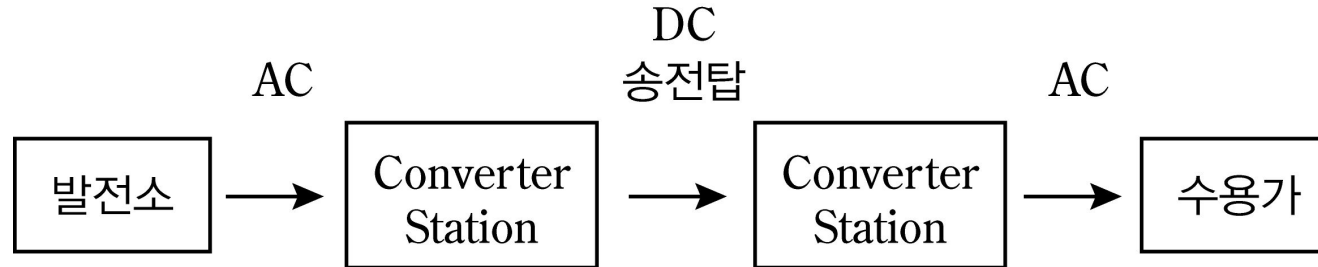 DC
AC
송전탑
AC
발전소
Converter
Station
Converter
Station
수용가